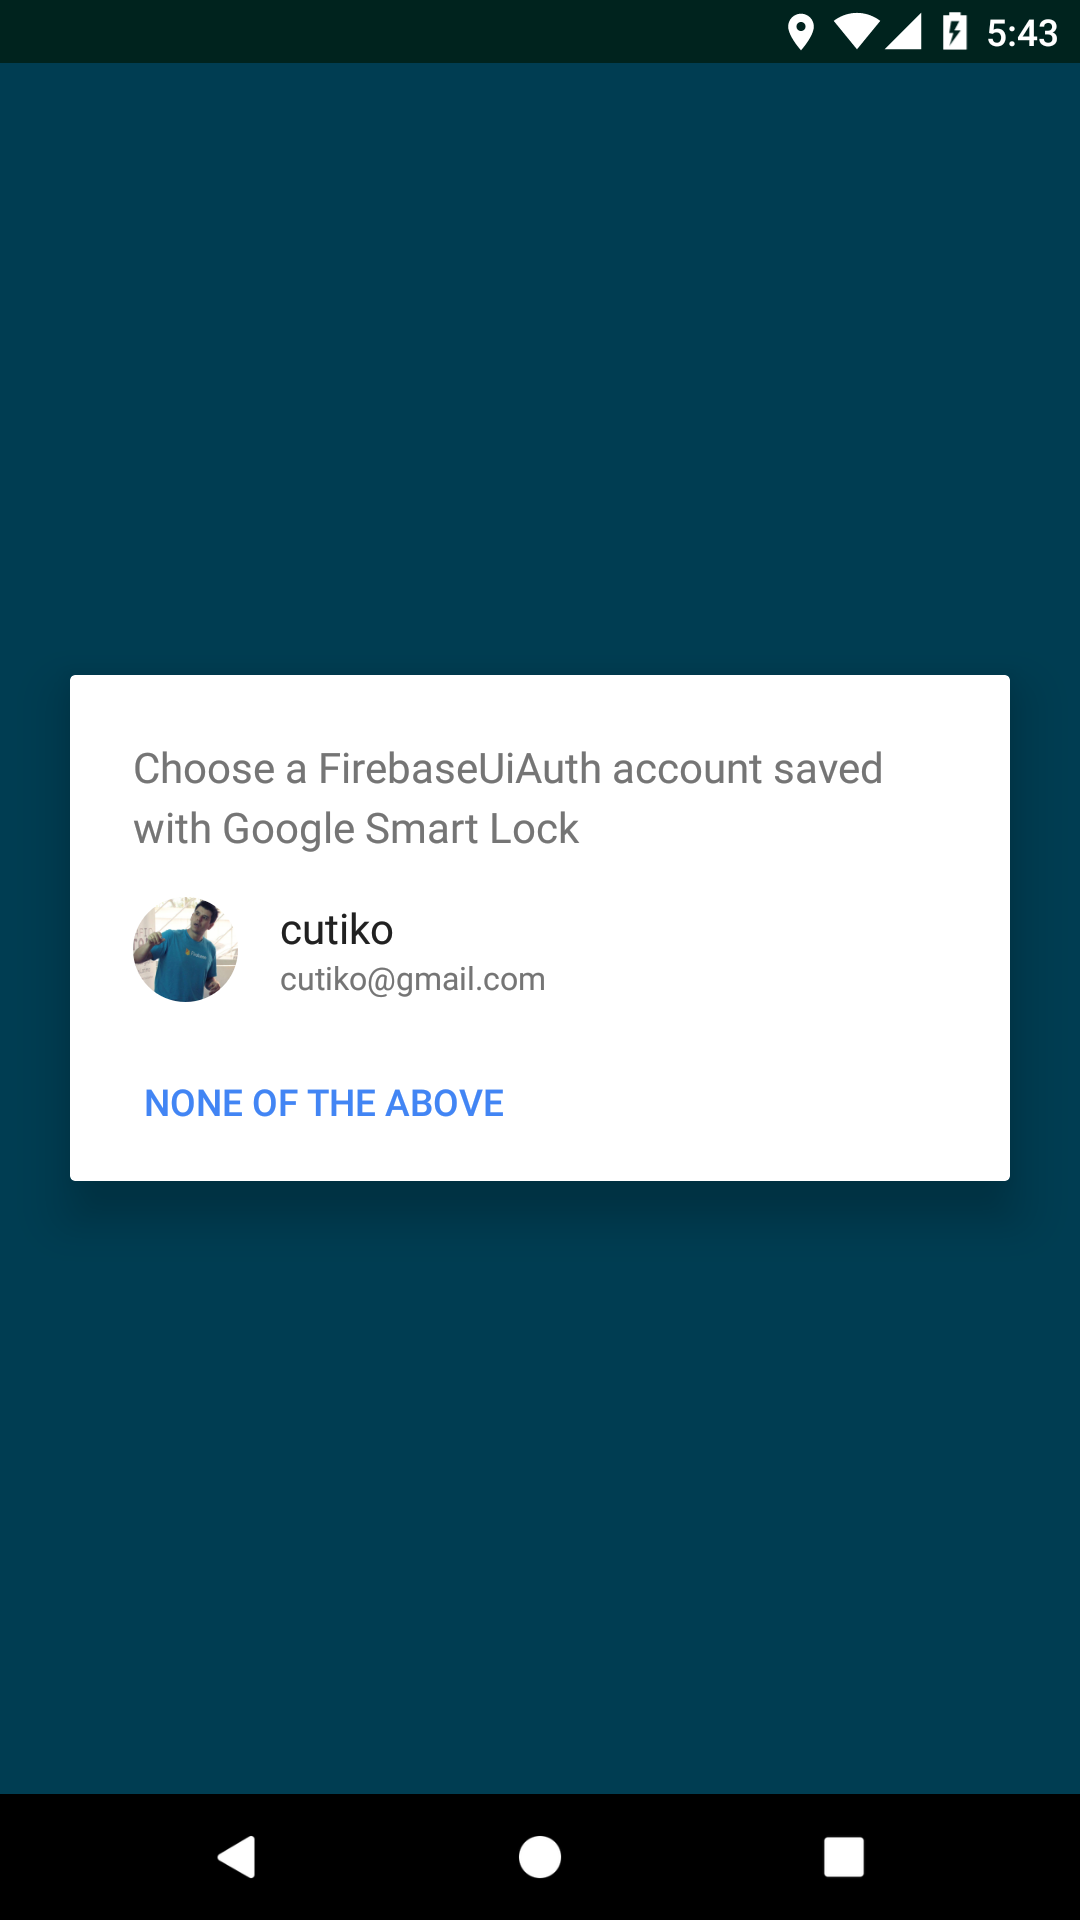 5:43
Choose a FirebaseUiAuth account saved
with Google Smart Lock
cutiko
cutiko@gmail.com
NONE OF THE ABOVE